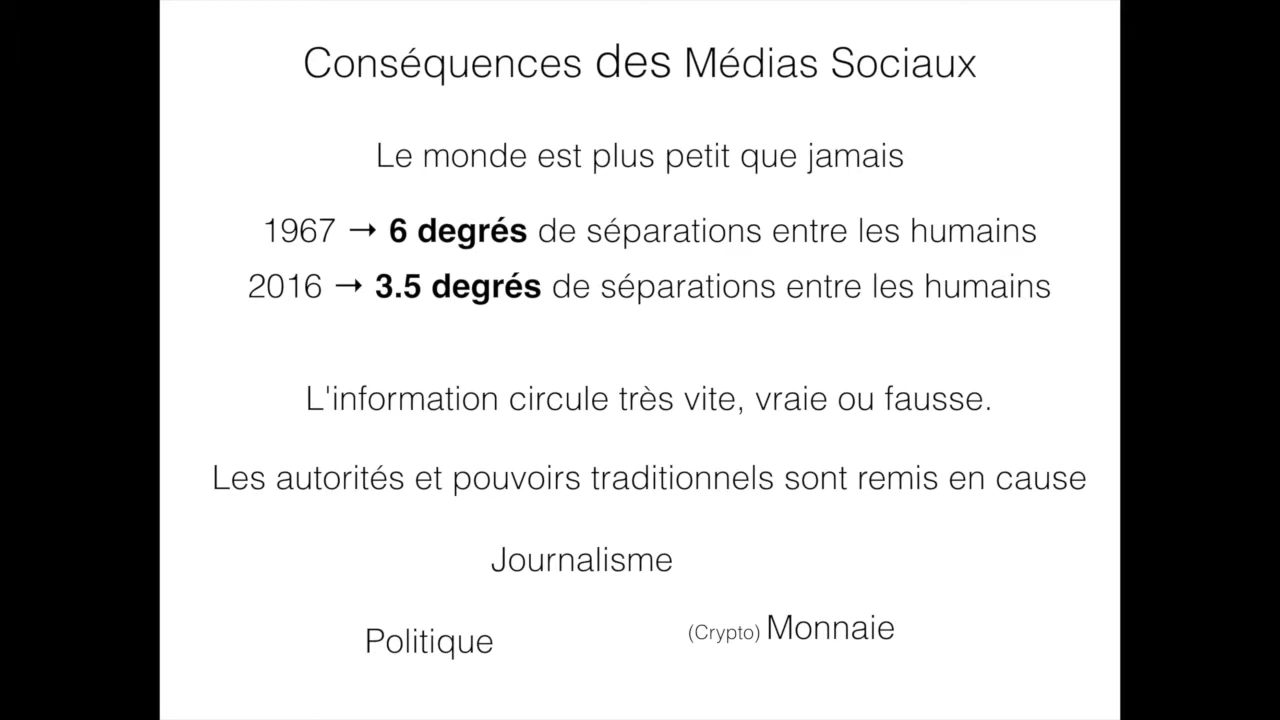 Conséquences des Médias Sociaux
Le monde est plus petit que jamais
1967 → 6 degrés de séparations entre les humains
2016 → 3.5 degrés de séparations entre les humains
L'information circule très vite, vraie ou fausse.
Les autorités et pouvoirs traditionnels sont remis en cause
Journalisme
Politique
(Crypto) Monnaie